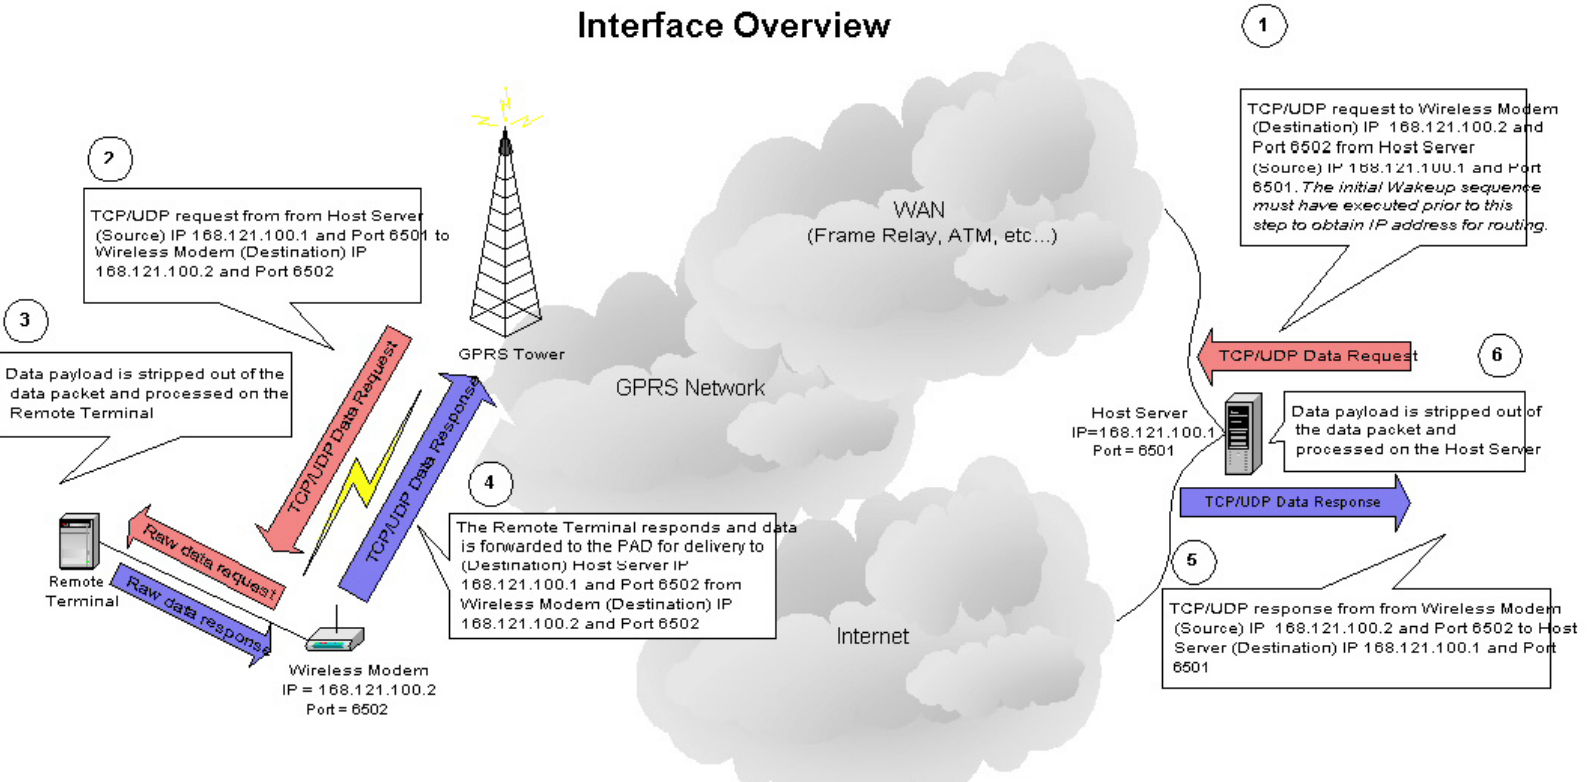 Interface Overview
1
TCP/UDP request to Wireless Modem
(Destination) IP 168.121.100.2 and
Port 6502 from Host Server
(Source) IP 168.121.100.1 and Port
6501. The initial Wakeup sequence
must have executed prior to this
step to obtain IP address for routing.
2
TCP/UDP request from from Host Server
(Source) IP 168.121.100.1 and Port 6501 to
Wireless Modem (Destination) IP
168.121.100.2 and Port 6502
3
Data payload is stripped out of the
data packet and processed on the
Remote Terminal
GPRS Tower
WAN
(Frame Relay, ATM, etc...)
GPRS Network
Internet
TCP/UDP Data Request
TCP/UDP Data Response
4
The Remote Terminal responds and data
is forwarded to the PAD for delivery to
(Destination) Host Server IP
168.121.100.1 and Port 6502 from
Wireless Modem (Destination) IP
168.121.100.2 and Port 6502
Raw data request
Raw data response
Remote
Terminal
Wireless Modem
IP = 168.121.100.2
Port = 6502
TCP/UDP Data Request
6
Host Server
IP=168.121.100.1
Port = 6501
Data payload is stripped out of
the data packet and
processed on the Host Server
TCP/UDP Data Response
5
TCP/UDP response from from Wireless Modem
(Source) IP 168.121.100.2 and Port 6502 to Host
Server (Destination) IP 168.121.100.1 and Port
6501